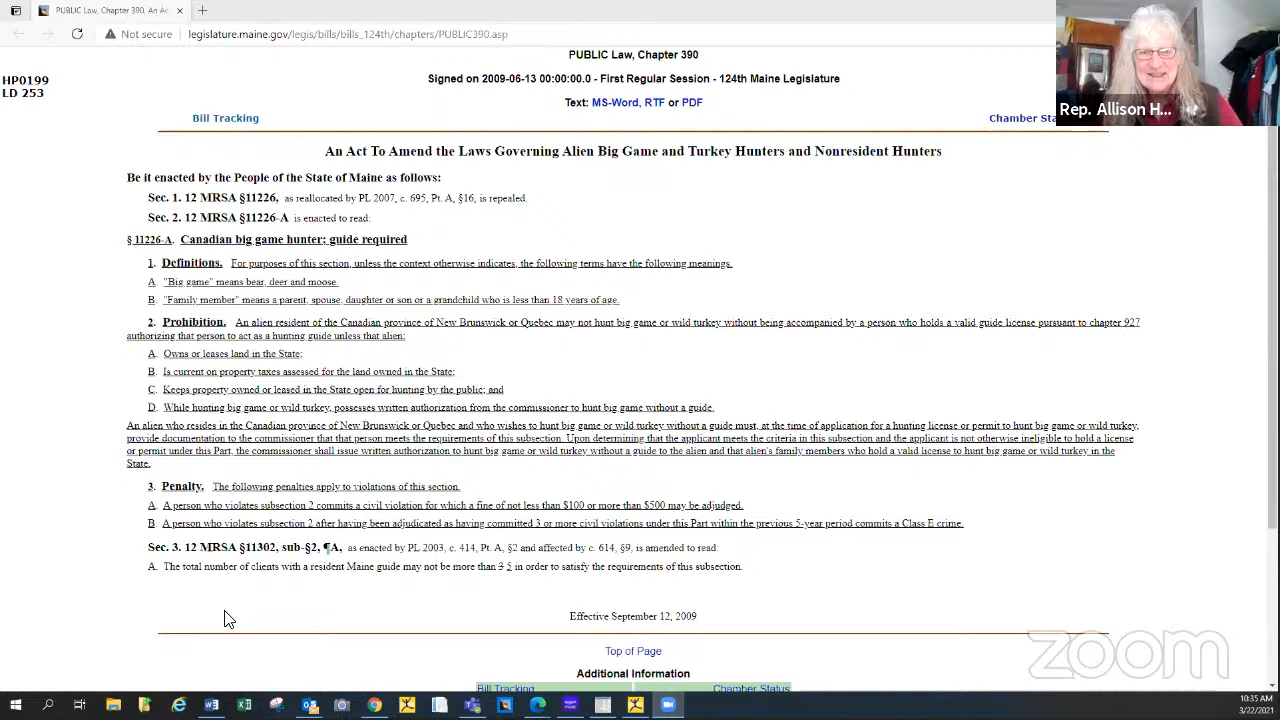 PUBLIC Law, Chapter 390, An Ac
Not secure legislature.maine.gov/legis/bills/bills_124th/chapters/PUBLIC390.asp
Rep. Allison H...
HP0199
LD 253
PUBLIC Law, Chapter 390
Signed on 2009-06-13 00:00:00.0 - First Regular Session - 124th Maine Legislature
Text: MS-Word, RTF or PDF
Bill Tracking Chamber Sta
An Act To Amend the Laws Governing Alien Big Game and Turkey Hunters and Nonresident Hunters
Be it enacted by the People of the State of Maine as follows:
Sec. 1. 12 MRSA §11226, as reallocated by PL 2007, c. 695, Pt. A, §16, is repealed.
Sec. 2. 12 MRSA §11226-A is enacted to read:
§ 11226-A. Canadian big game hunter; guide required
1. Definitions. For purposes of this section, unless the context otherwise indicates, the following terms have the following meanings.
A. "Big game" means bear, deer and moose.
B. "Family member" means a parent, spouse, daughter or son or a grandchild who is less than 18 years of age.
2. Prohibition. An alien resident of the Canadian province of New Brunswick or Quebec may not hunt big game or wild turkey without being accompanied by a person who holds a valid guide license pursuant to chapter 927
authorizing that person to act as a hunting guide unless that alien:
A. Owns or leases land in the State;
B. Is current on property taxes assessed for the land owned in the State;
C. Keeps property owned or leased in the State open for hunting by the public; and
D. While hunting big game or wild turkey, possesses written authorization from the commissioner to hunt big game without a guide.
An alien who resides in the Canadian province of New Brunswick or Quebec and who wishes to hunt big game or wild turkey without a guide must, at the time of application for a hunting license or permit to hunt big game or wild turkey,
provide documentation to the commissioner that that person meets the requirements of this subsection. Upon determining that the applicant meets the criteria in this subsection and the applicant is not otherwise ineligible to hold a license
or permit under this Part, the commissioner shall issue written authorization to hunt big game or wild turkey without a guide to the alien and that alien's family members who hold a valid license to hunt big game or wild turkey in the
State.
3. Penalty. The following penalties apply to violations of this section.
A. A person who violates subsection 2 commits a civil violation for which a fine of not less than $100 or more than $500 may be adjudged.
B. A person who violates subsection 2 after having been adjudicated as having committed 3 or more civil violations under this Part within the previous 5-year period commits a Class E crime.
Sec. 3. 12 MRSA §11302, sub-§2, ¶A, as enacted by PL 2003, c. 414, Pt. A, §2 and affected by c. 614, §9, is amended to read:
A. The total number of clients with a resident Maine guide may not be more than 3 5 in order to satisfy the requirements of this subsection.
Effective September 12, 2009
Top of Page
Additional Information
Bill Tracking Chamber Status
zoom
10:35 AM
3/22/2021